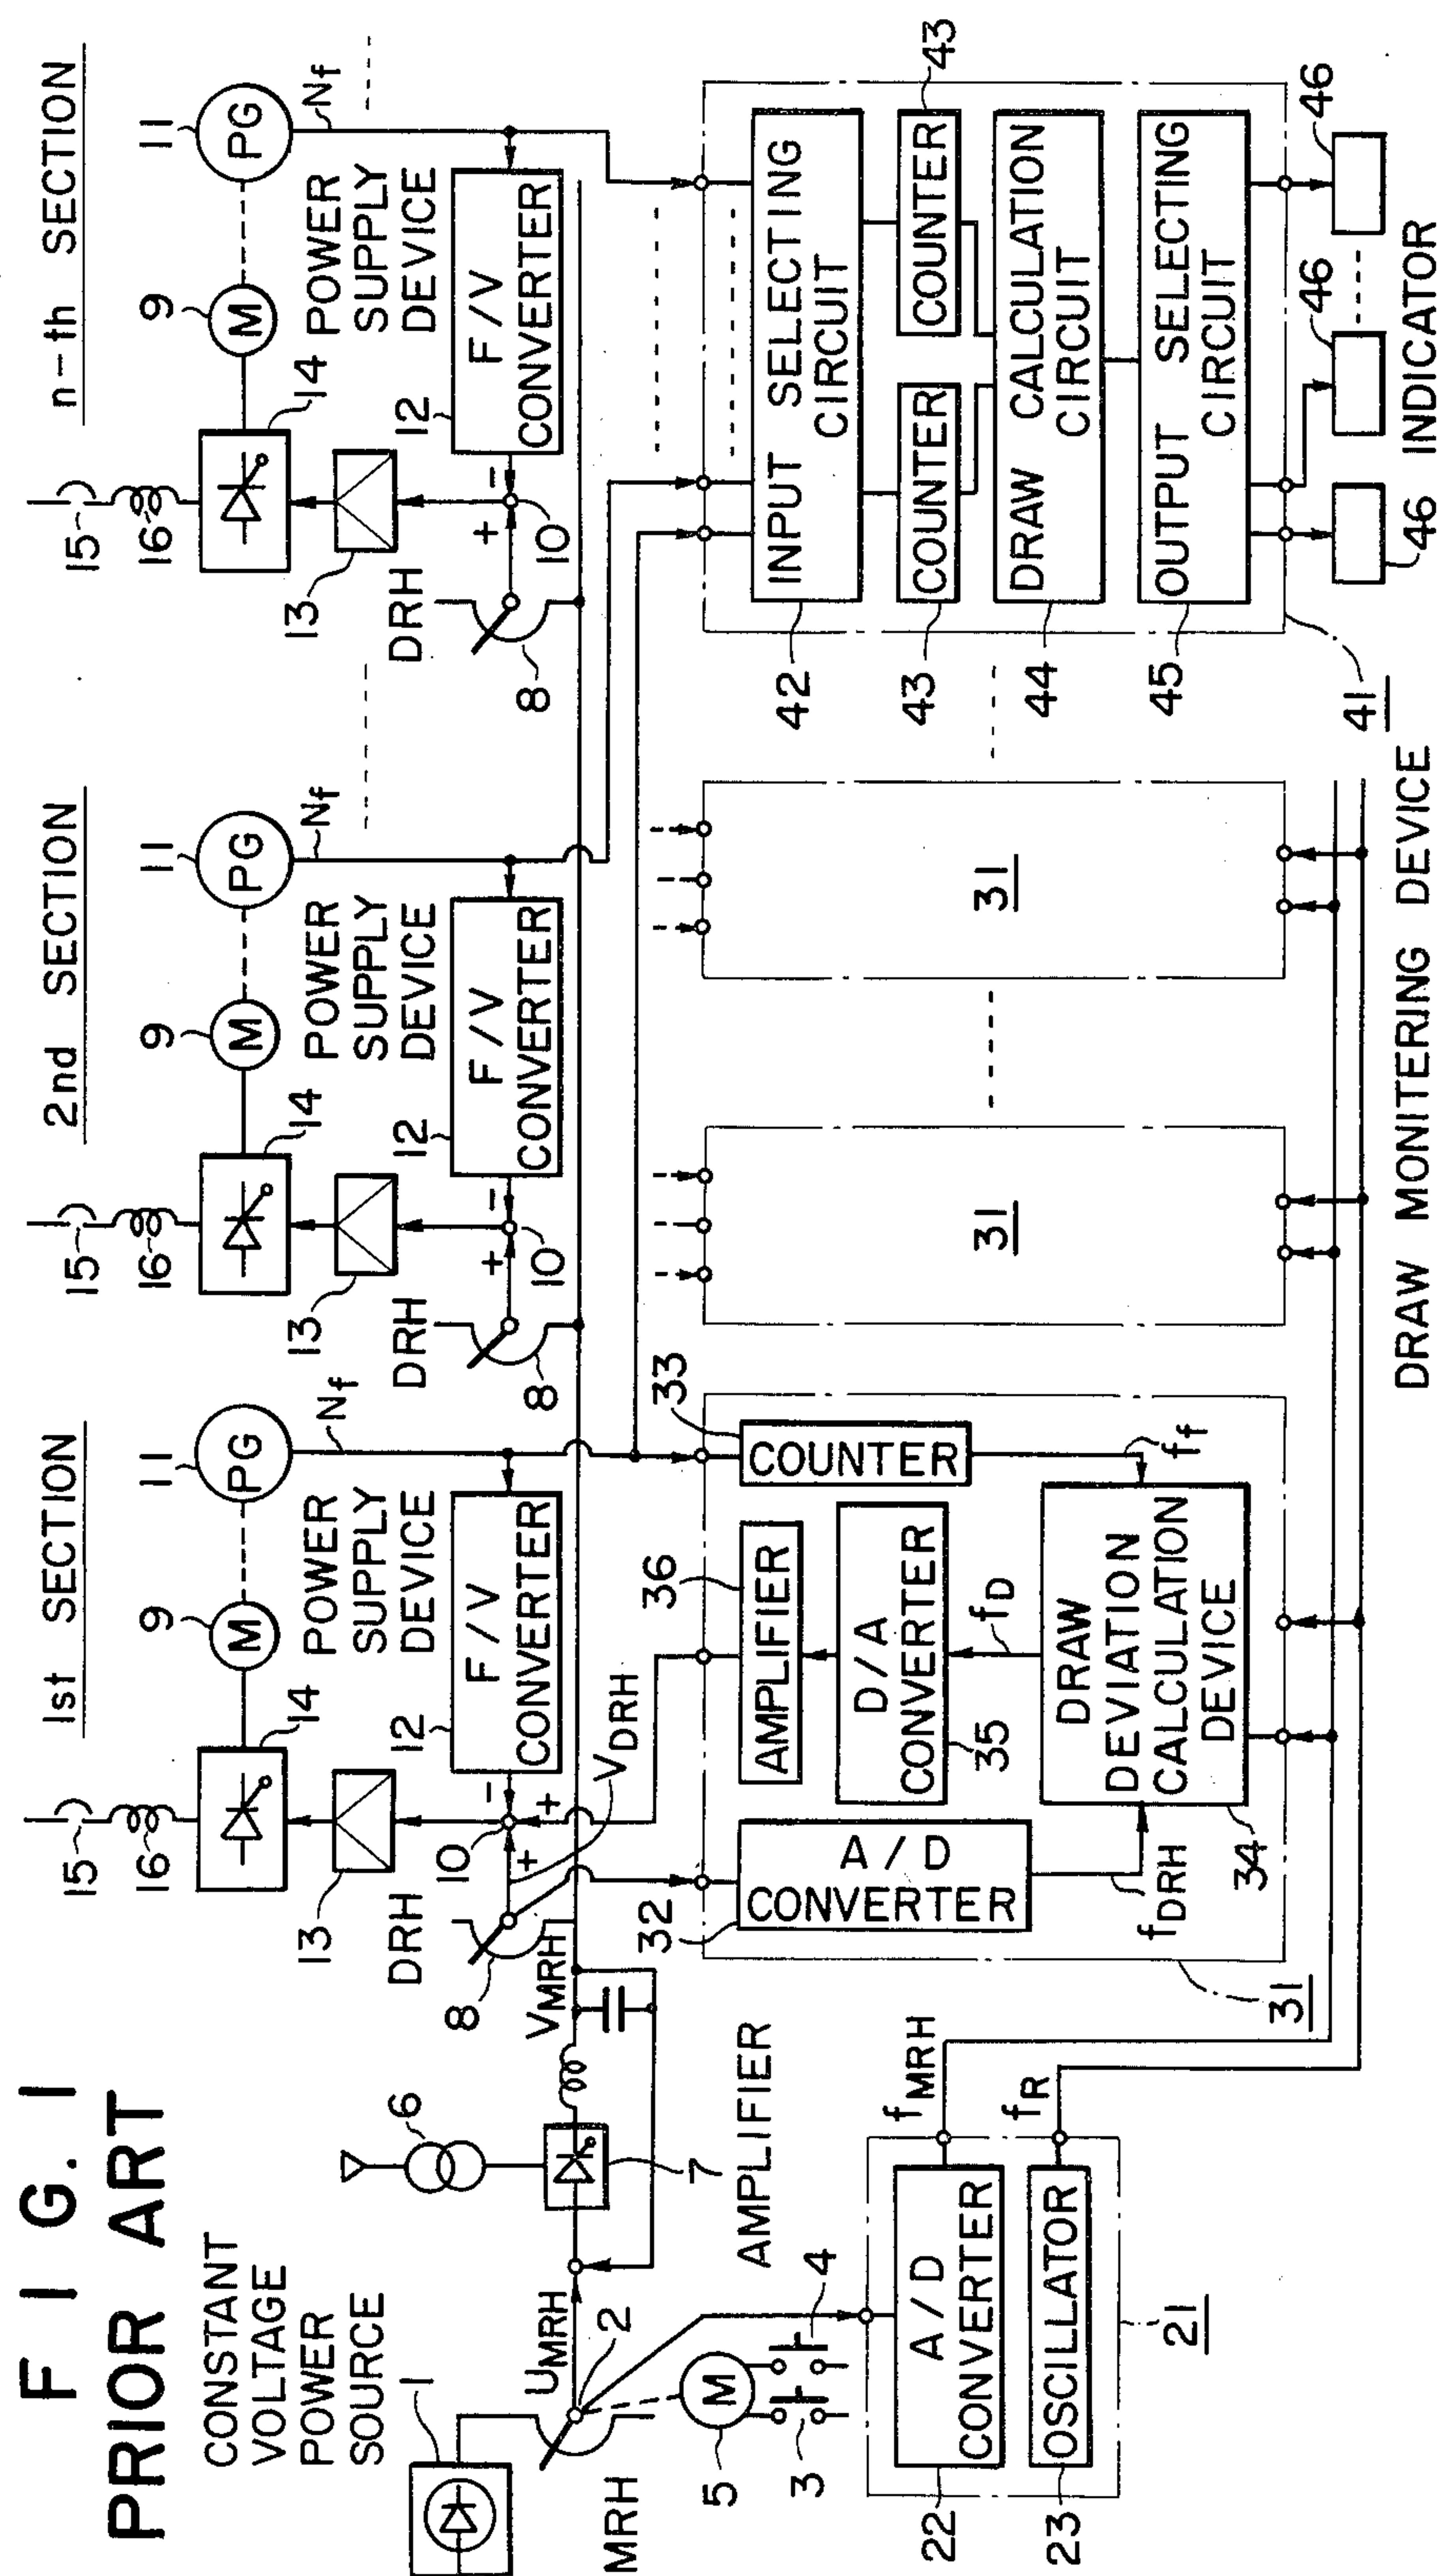 F I G. 1
PRIOR ART
CONSTANT
VOLTAGE
POWER
SOURCE
1
MRH
2
UMRH
3
4
5
M
6
7
AMPLIFIER
VMRH
22
A/D
CONVERTER
23
OSCILLATOR
21
fMRH
fR
1st SECTION
15
16
14
13
9
M
11
PG
Nf
POWER
SUPPLY
DEVICE
12
F/V
CONVERTER
DRH
8
10
+
-
+
VDRH
32
A/D
CONVERTER
fDRH
36
AMPLIFIER
D/A
CONVERTER
35
fD
33
COUNTER
ff
DRAW
DEVIATION
CALCULATION
DEVICE
34
31
2nd SECTION
15
16
14
13
9
M
11
PG
Nf
POWER
SUPPLY
DEVICE
12
F/V
CONVERTER
DRH
8
10
+
-
31
31
n-th SECTION
15
16
14
13
9
M
11
PG
Nf
POWER
SUPPLY
DEVICE
12
F/V
CONVERTER
DRH
8
10
+
-
42
INPUT SELECTING
CIRCUIT
43
COUNTER
COUNTER
43
44
DRAW CALCULATION
CIRCUIT
45
OUTPUT SELECTING
CIRCUIT
41
46
46
46
INDICATOR
DRAW MONITERING DEVICE